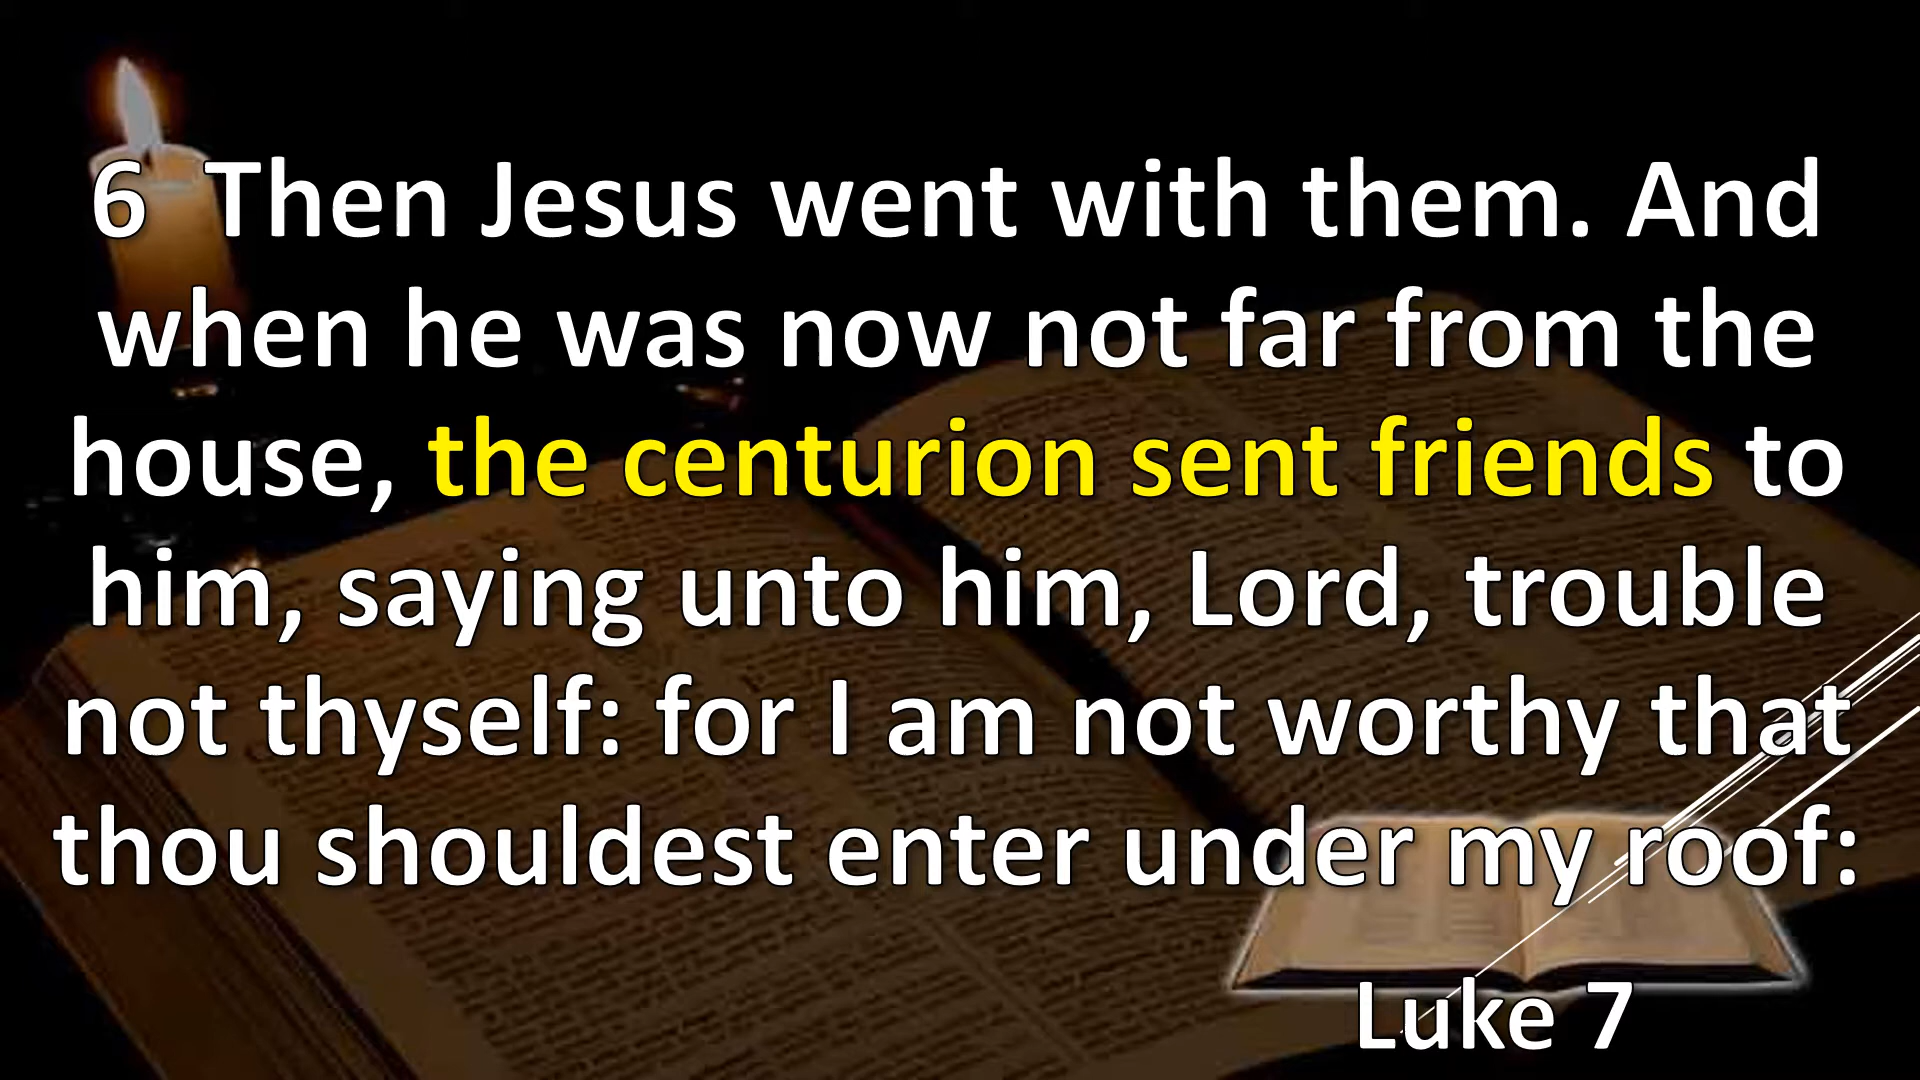 6 Then Jesus went with them. And
when he was now not far from the
house, the centurion sent friends to
him, saying unto him, Lord, trouble
not thyself: for I am not worthy that
thou shouldest enter under my roof:
Luke 7